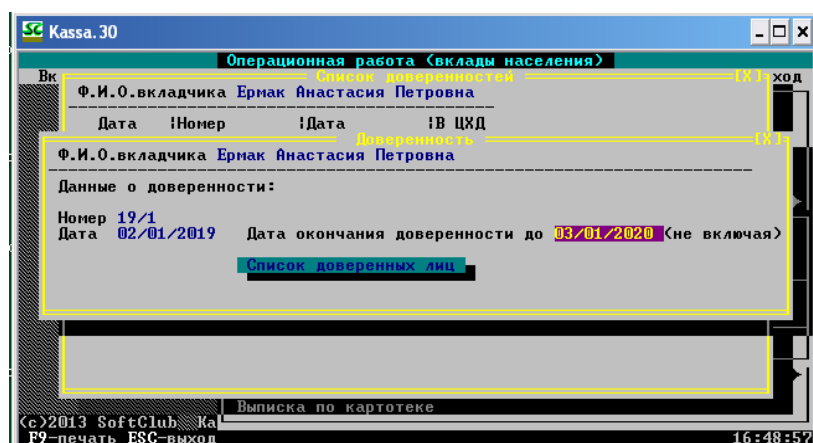 Kassa.30
Операционная работа (вклады населения)
Вк
Список доверенностей
[X]
ход
Ф.И.О.вкладчика Ермак Анастасия Петровна
Дата ¦Номер ¦Дата ¦В ЦХД
Доверенность
[X]
Ф.И.О.вкладчика Ермак Анастасия Петровна
Данные о доверенности:
Номер 19/1
Дата 02/01/2019 Дата окончания доверенности до 03/01/2020 (не включая)
Список доверенных лиц
Выписка по картотеке
(c)2013 SoftClub Ка
F9-печать ESC-выход 16:48:57